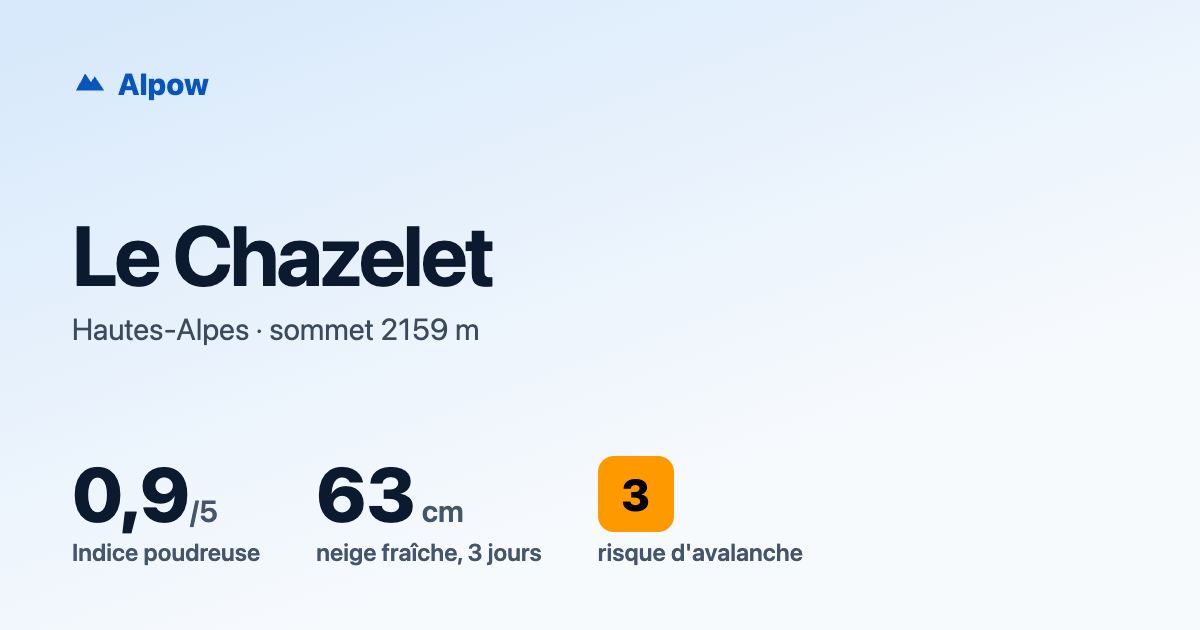 Alpow
Le Chazelet
Hautes-Alpes · sommet 2159 m
0,9/5
Indice poudreuse
63 cm
neige fraîche, 3 jours
3
risque d'avalanche